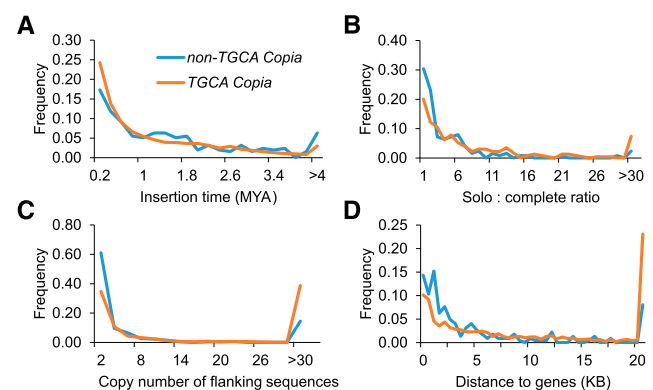 A
0.30
0.25
0.20
0.15
0.10
0.05
0.00
Frequency
non-TGCA Copia
TGCA Copia
0.2 1 1.8 2.6 3.4 >4
Insertion time (MYA)
B
0.40
0.30
0.20
0.10
0.00
Frequency
1 6 11 16 21 26 >30
Solo : complete ratio
C
0.80
0.60
0.40
0.20
0.00
Frequency
2 8 14 20 26 >30
Copy number of flanking sequences
D
0.25
0.20
0.15
0.10
0.05
0.00
Frequency
0 5 10 15 20
Distance to genes (KB)